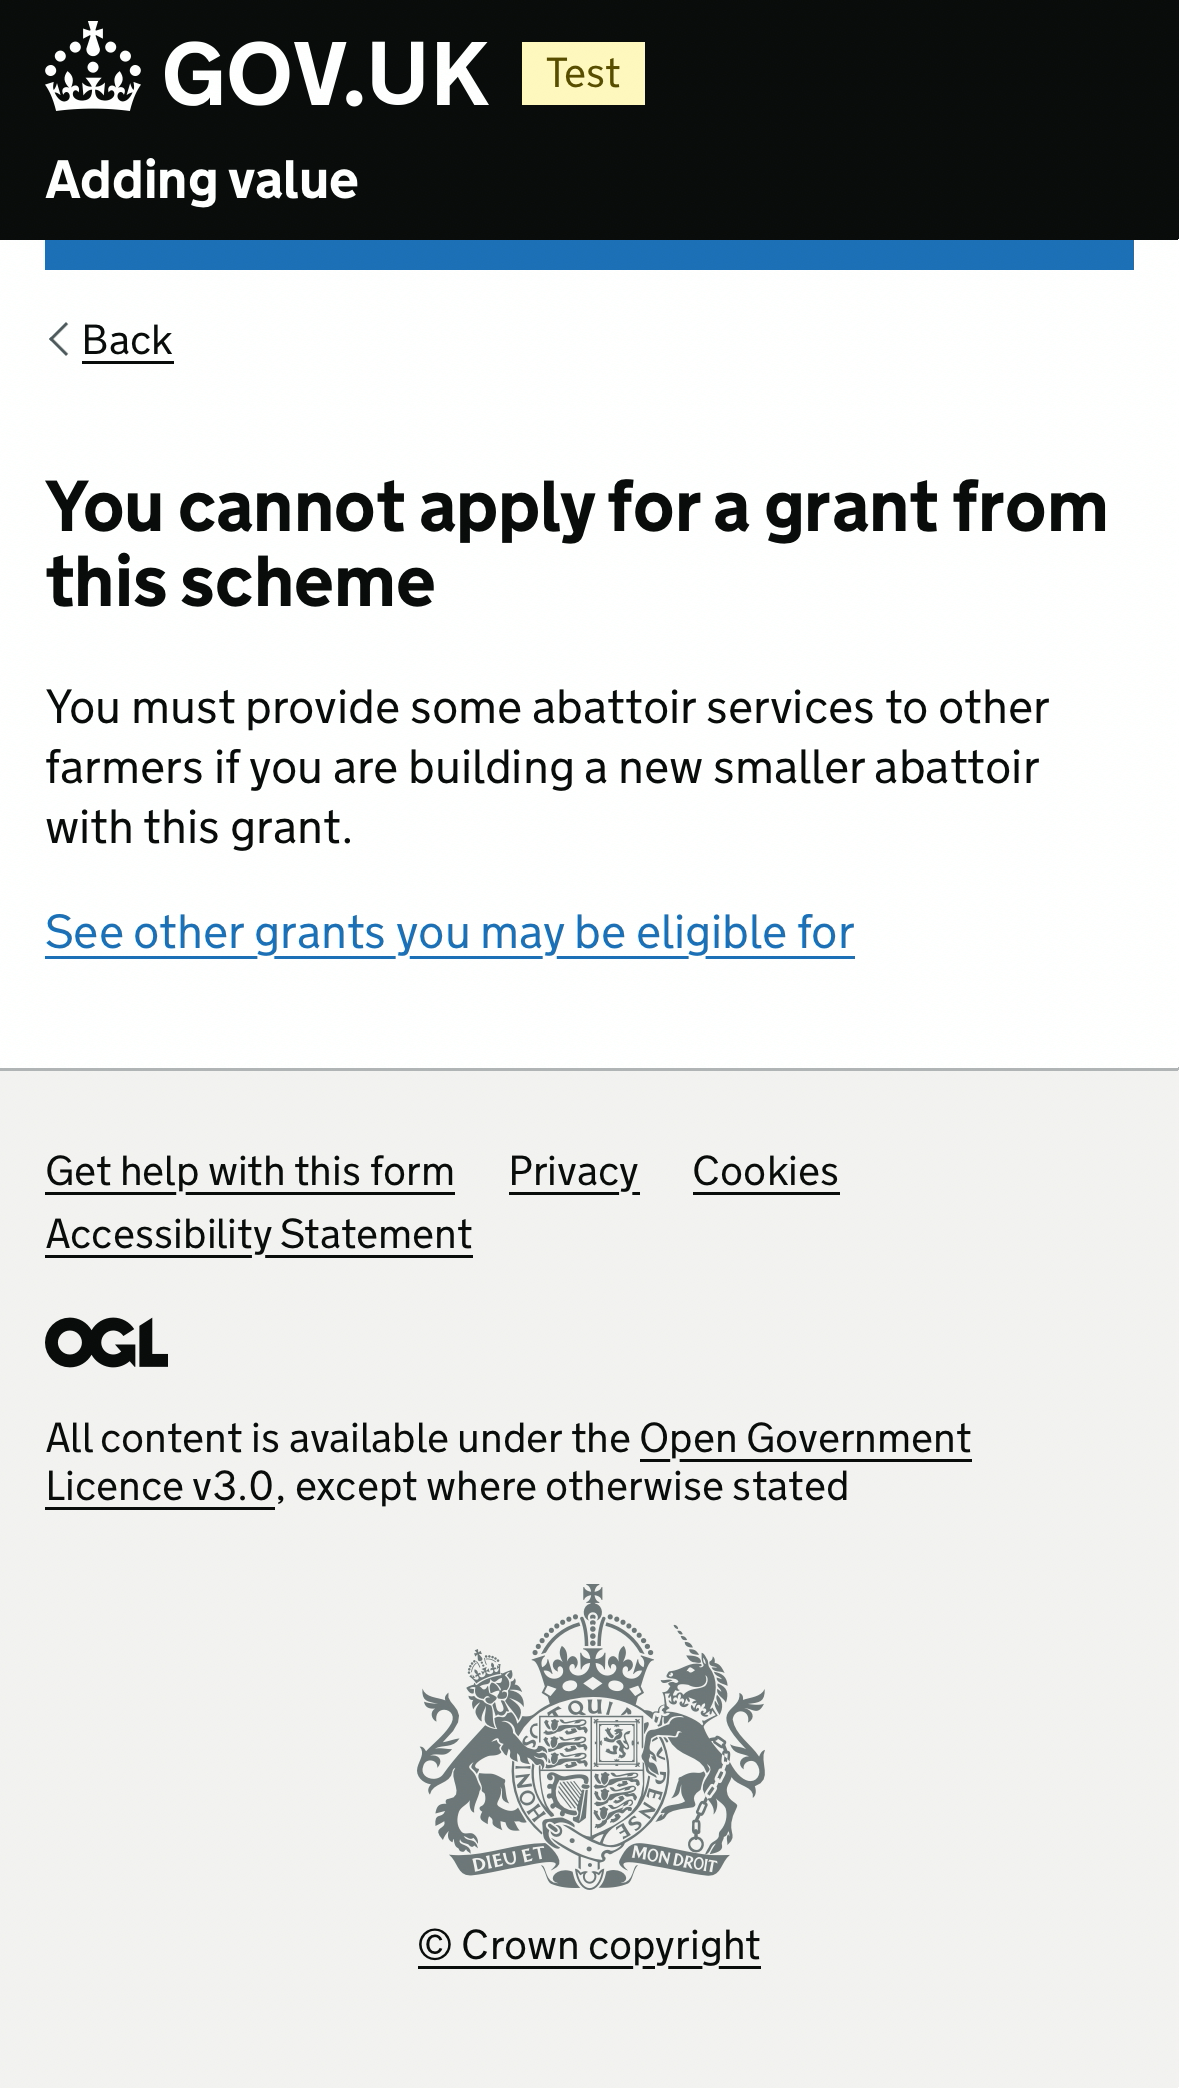 GOV.UK Test
Adding value
Back
You cannot apply for a grant from
this scheme
You must provide some abattoir services to other
farmers if you are building a new smaller abattoir
with this grant.
See other grants you may be eligible for
Get help with this form Privacy Cookies
Accessibility Statement
OGL
All content is available under the Open Government
Licence v3.0, except where otherwise stated
QUI
HONI
PENSE
DIEU ET MON DROIT
© Crown copyright